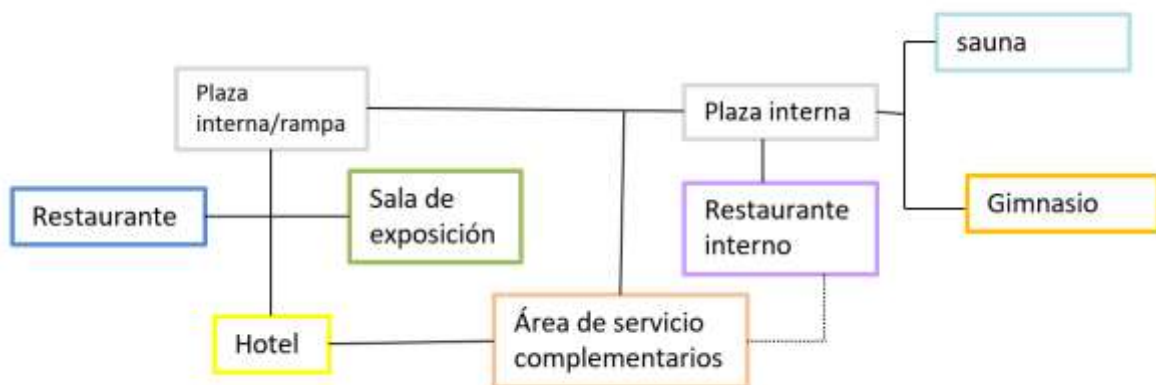 sauna
Plaza
interna/rampa
Plaza interna
Restaurante
Sala de
exposición
Restaurante
interno
Gimnasio
Hotel
Área de servicio
complementarios